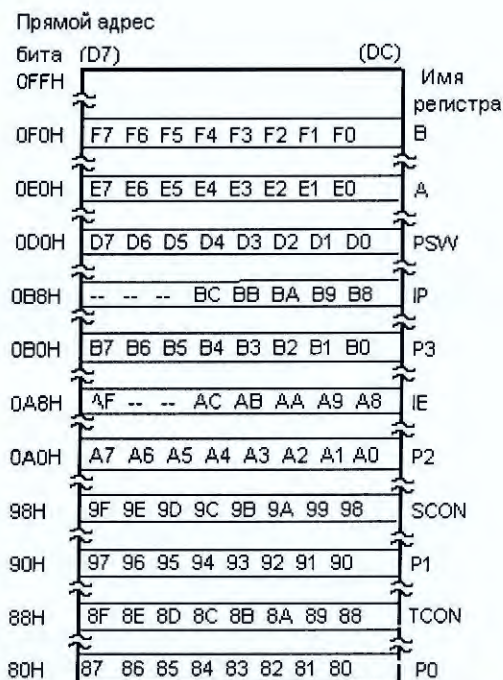 Прямой адрес
бита (D7) (DC)
0FFH Имя
регистра
0F0H F7 F6 F5 F4 F3 F2 F1 F0 B
0E0H E7 E6 E5 E4 E3 E2 E1 E0 A
0D0H D7 D6 D5 D4 D3 D2 D1 D0 PSW
0B8H -- -- -- BC BB BA B9 B8 IP
0B0H B7 B6 B5 B4 B3 B2 B1 B0 P3
0A8H AF -- -- AC AB AA A9 A8 IE
0A0H A7 A6 A5 A4 A3 A2 A1 A0 P2
98H 9F 9E 9D 9C 9B 9A 99 98 SCON
90H 97 96 95 94 93 92 91 90 P1
88H 8F 8E 8D 8C 8B 8A 89 88 TCON
80H 87 86 85 84 83 82 81 80 P0